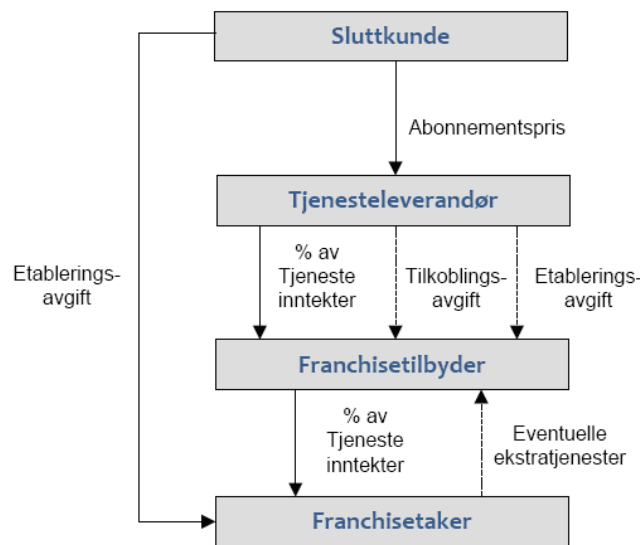 Sluttkunde
Abonnementspris
Tjenesteleverandør
Etablerings-
avgift
% av
Tjeneste
inntekter
Tilkoblings-
avgift
Etablerings-
avgift
Franchisetilbyder
% av
Tjeneste
inntekter
Eventuelle
ekstratjenester
Franchisetaker